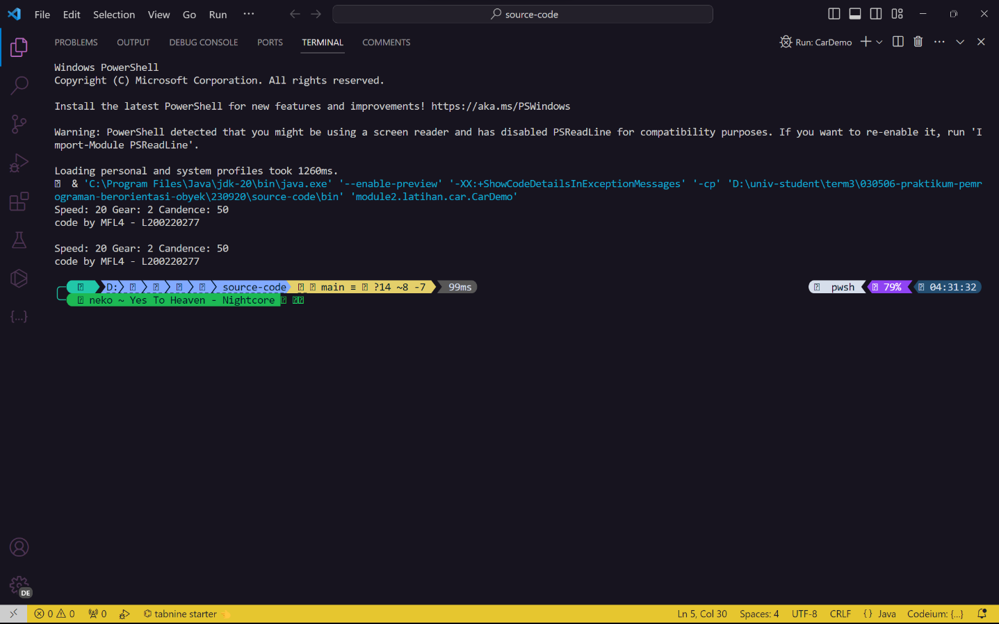 File Edit Selection View Go Run ···
source-code
PROBLEMS OUTPUT DEBUG CONSOLE PORTS TERMINAL COMMENTS
Run: CarDemo
Windows PowerShell
Copyright (C) Microsoft Corporation. All rights reserved.
Install the latest PowerShell for new features and improvements! https://aka.ms/PSWindows
Warning: PowerShell detected that you might be using a screen reader and has disabled PSReadLine for compatibility purposes. If you want to re-enable it, run 'I
mport-Module PSReadLine'.
Loading personal and system profiles took 1260ms.
& 'C:\Program Files\Java\jdk-20\bin\java.exe' '--enable-preview' '-XX:+ShowCodeDetailsInExceptionMessages' '-cp' 'D:\univ-student\term3\030506-praktikum-pemr
ograman-berorientasi-obyek\230920\source-code\bin' 'module2.latihan.car.CarDemo'
Speed: 20 Gear: 2 Candence: 50
code by MFL4 - L200220277
Speed: 20 Gear: 2 Candence: 50
code by MFL4 - L200220277
D: source-code main ≡ ?14 ~8 -7 99ms pwsh 79% 04:31:32
neko ~ Yes To Heaven - Nightcore
DE
0 0 0 tabnine starter Ln 5, Col 30 Spaces: 4 UTF-8 CRLF {} Java Codeium: {...}